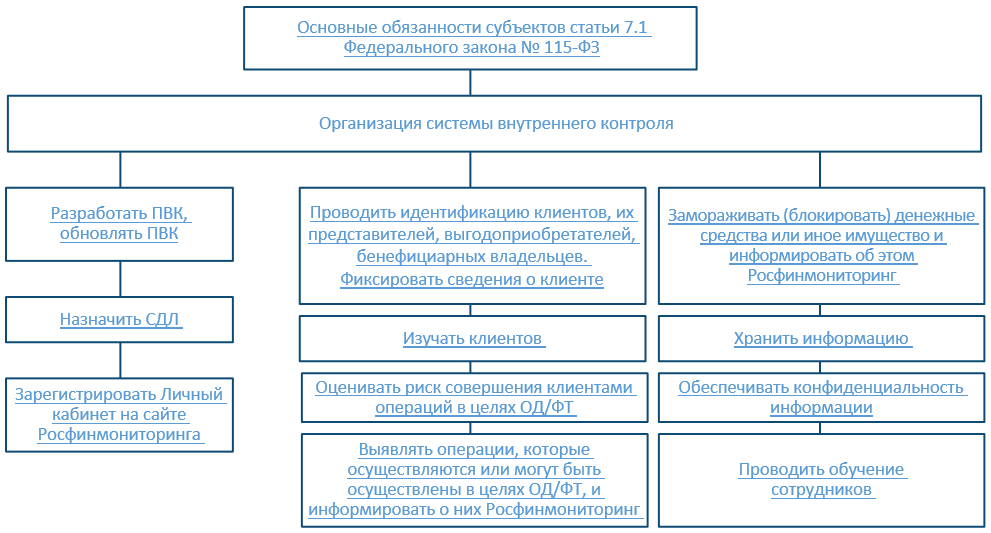 Основные обязанности субъектов статьи 7.1
Федерального закона № 115-ФЗ
Организация системы внутреннего контроля
Разработать ПВК,
обновлять ПВК
Назначить СДЛ
Зарегистрировать Личный
кабинет на сайте
Росфинмониторинга
Проводить идентификацию клиентов, их
представителей, выгодоприобретателей,
бенефициарных владельцев.
Фиксировать сведения о клиенте
Изучать клиентов
Оценивать риск совершения клиентами
операций в целях ОД/ФТ
Выявлять операции, которые
осуществляются или могут быть
осуществлены в целях ОД/ФТ, и
информировать о них Росфинмониторинг
Замораживать (блокировать) денежные
средства или иное имущество и
информировать об этом
Росфинмониторинг
Хранить информацию
Обеспечивать конфиденциальность
информации
Проводить обучение
сотрудников